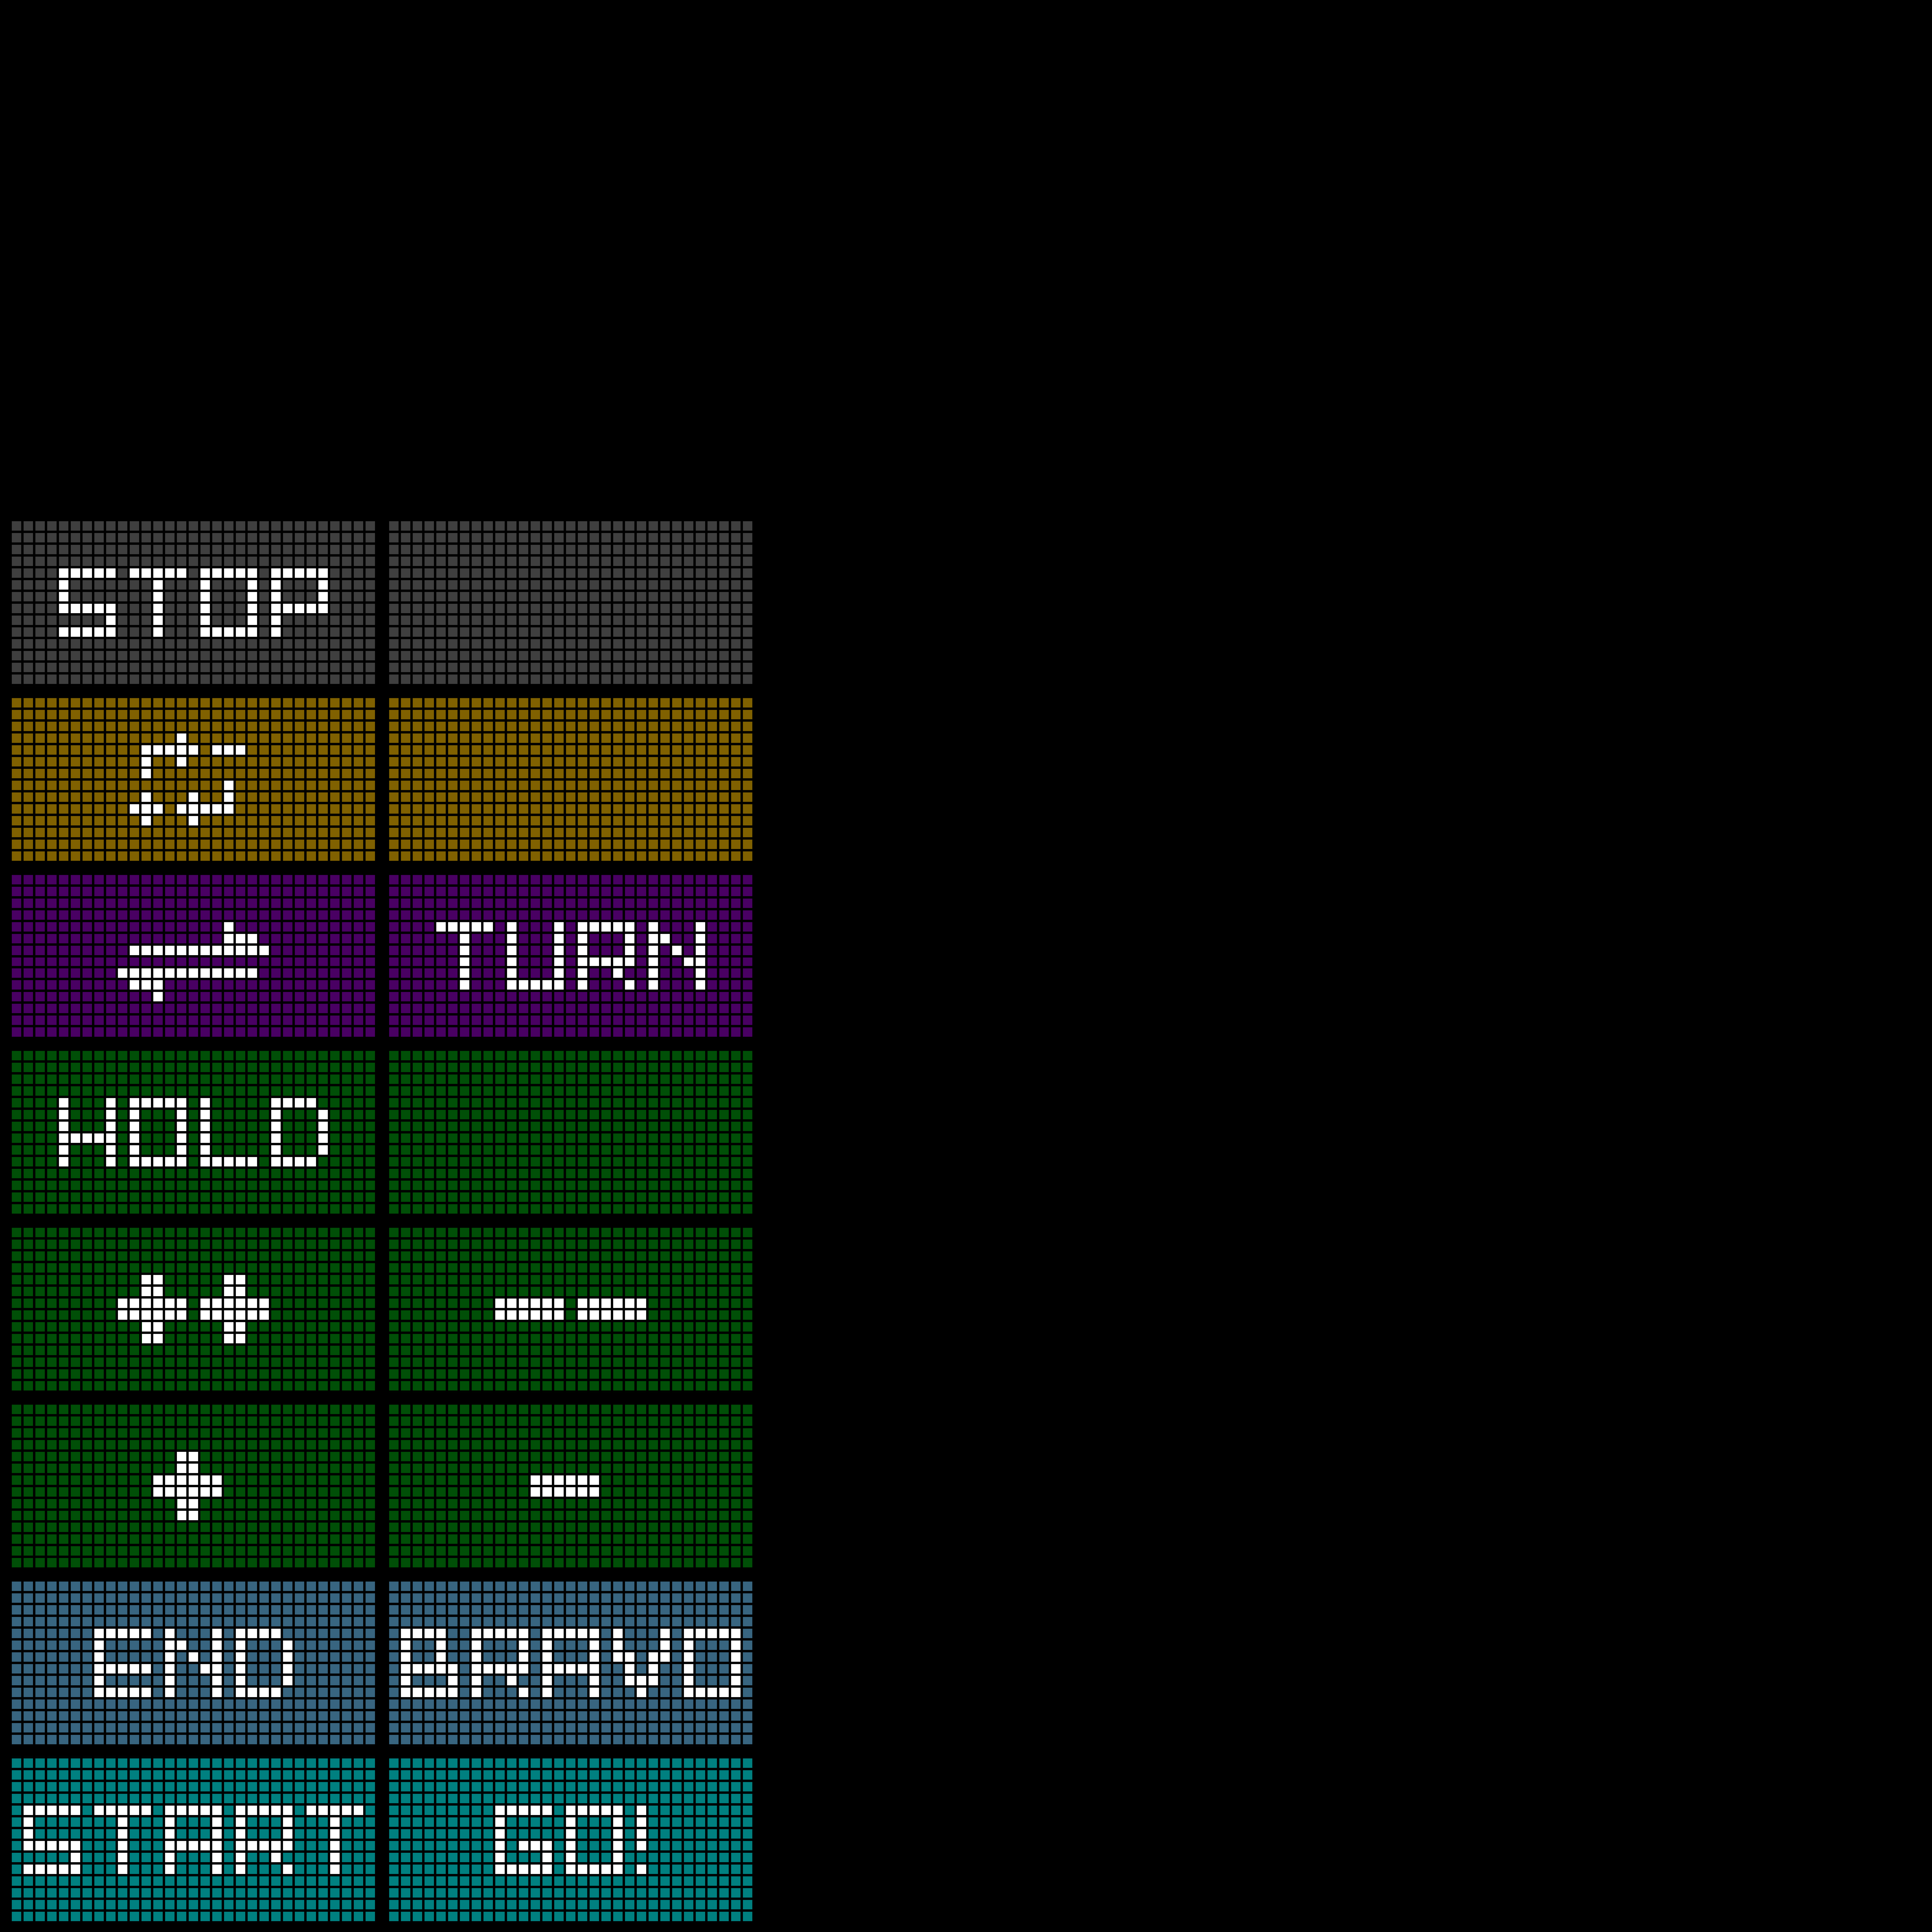 STOP
⇌ TURN
HOLD
++ --
+ -
END BRAVO
START GO!